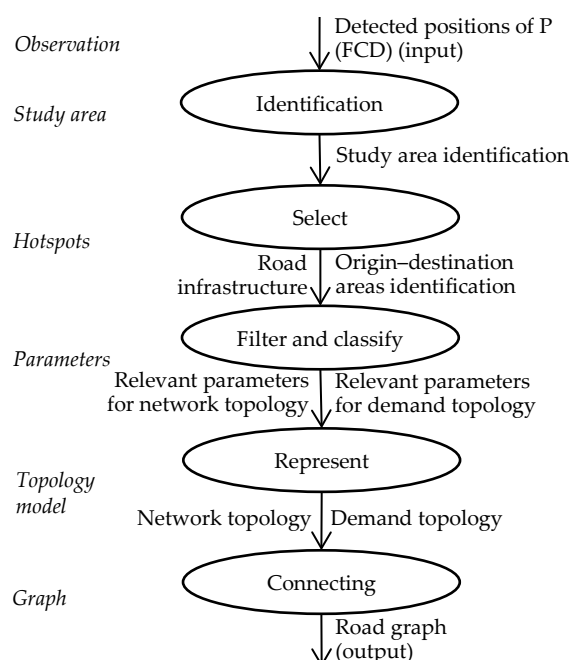 Observation
Detected positions of P
(FCD) (input)
Identification
Study area
Study area identification
Select
Hotspots
Road
infrastructure
Origin–destination
areas identification
Filter and classify
Parameters
Relevant parameters
for network topology
Relevant parameters
for demand topology
Represent
Topology
model
Network topology
Demand topology
Connecting
Graph
Road graph
(output)